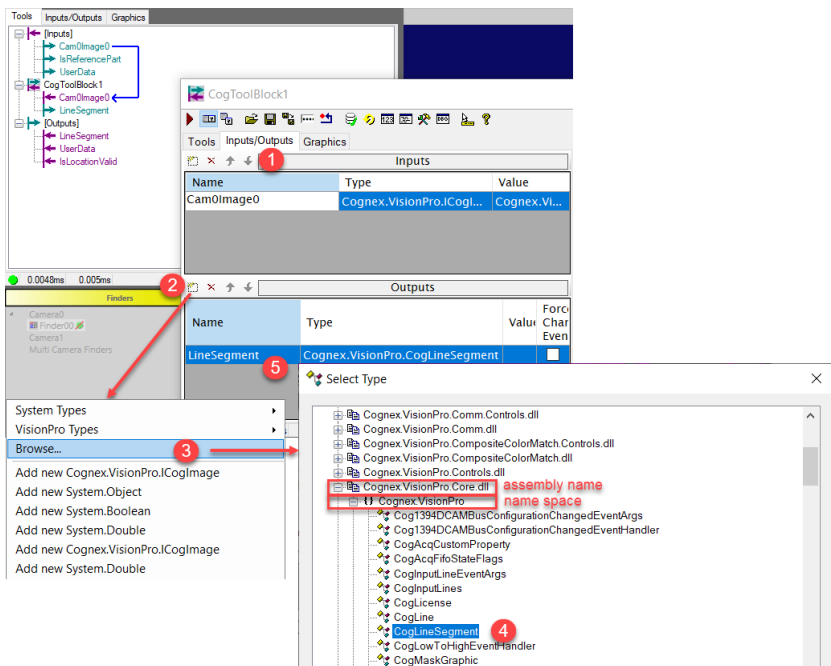 Tools Inputs/Outputs Graphics
[Inputs]
Cam0Image0
IsReferencePart
UserData
CogToolBlock1
Cam0Image0
LineSegment
[Outputs]
LineSegment
UserData
IsLocationValid
0.0048ms 0.005ms
Finders
Camera0
Finder00
Camera1
Multi Camera Finders
CogToolBlock1
Tools Inputs/Outputs Graphics
1
Inputs
Name Type Value
Cam0Image0 Cognex.VisionPro.ICogI... Cognex.Vi...
2
Outputs
Name Type
LineSegment Cognex.VisionPro.CogLineSegment
5
System Types
VisionPro Types
Browse...
3
Add new Cognex.VisionPro.ICogImage
Add new System.Object
Add new System.Boolean
Add new System.Double
Add new Cognex.VisionPro.ICogImage
Add new System.Double
Select Type
Cognex.VisionPro.Comm.Controls.dll
Cognex.VisionPro.Comm.dll
Cognex.VisionPro.CompositeColorMatch.Controls.dll
Cognex.VisionPro.CompositeColorMatch.dll
Cognex.VisionPro.Controls.dll
Cognex.VisionPro.Core.dll assembly name
{} Cognex.VisionPro name space
Cog1394DCAMBusConfigurationChangedEventArgs
Cog1394DCAMBusConfigurationChangedEventHandler
CogAcqCustomProperty
CogAcqFifoStateFlags
CogInputLineEventArgs
CogInputLines
CogLicense
CogLine
CogLineSegment
4
CogLowToHighEventHandler
CogMaskGraphic